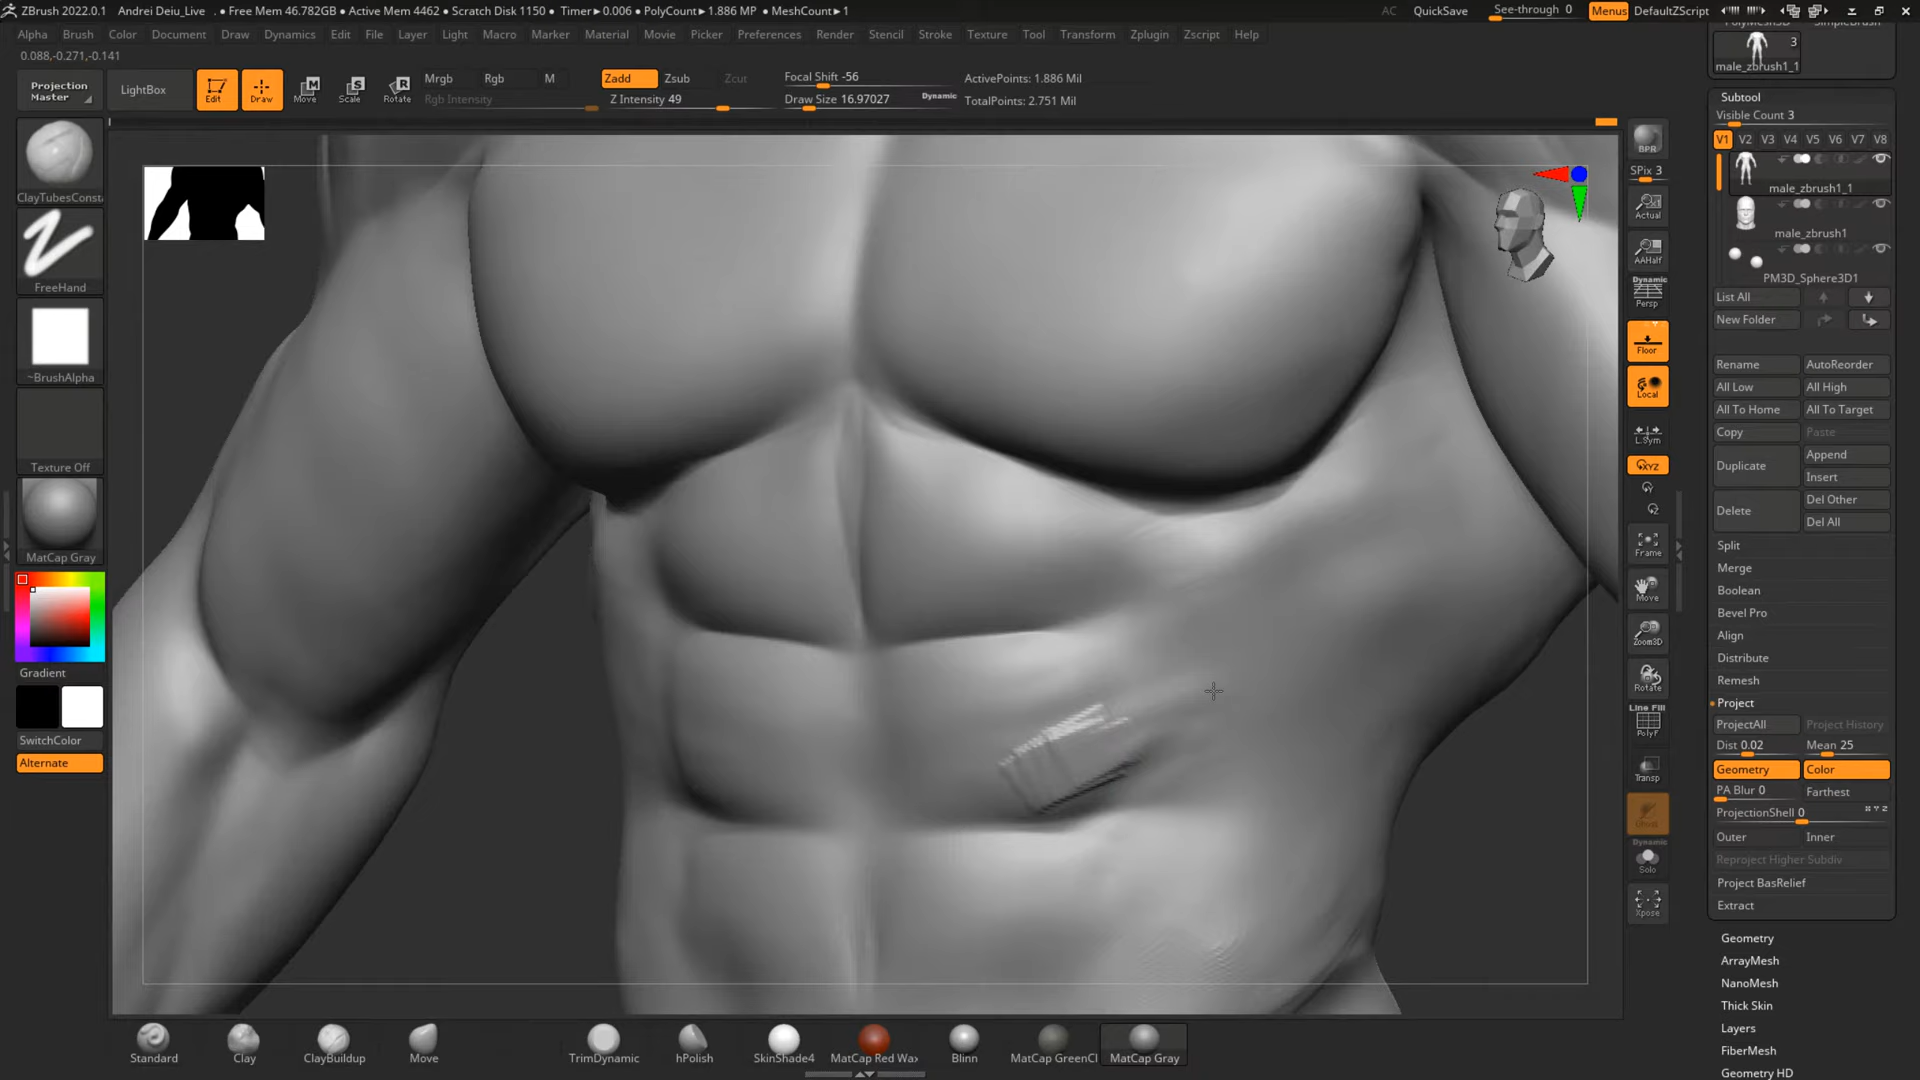 ZBrush 2022.0.1 Andrei Deiu_Live • Free Mem 46.782GB • Active Mem 4462 • Scratch Disk 1150 • Timer▸0.006 • PolyCount▸1.886 MP • MeshCount▸1 AC QuickSave See-through 0 Menus DefaultZScript
Alpha Brush Color Document Draw Dynamics Edit File Layer Light Macro Marker Material Movie Picker Preferences Render Stencil Stroke Texture Tool Transform Zplugin Zscript Help
0.088,-0.271,-0.141
Projection Master
LightBox
Edit
Draw
Move
Scale
Rotate
Mrgb Rgb M
Rgb Intensity
Zadd Zsub Zcut
Z Intensity 49
Focal Shift -56
Draw Size 16.97027
Dynamic
ActivePoints: 1.886 Mil
TotalPoints: 2.751 Mil
ClayTubesConsta
FreeHand
~BrushAlpha
Texture Off
MatCap Gray
Gradient
SwitchColor
Alternate
BPR
SPix 3
Actual
AAHalf
Dynamic
Persp
Floor
Local
L.Sym
XYZ
Frame
Move
Zoom3D
Rotate
Line Fill
PolyF
Transp
Dynamic
Solo
Xpose
3
male_zbrush1_1
Subtool
Visible Count 3
V1 V2 V3 V4 V5 V6 V7 V8
male_zbrush1_1
male_zbrush1
PM3D_Sphere3D1
List All
New Folder
Rename AutoReorder
All Low All High
All To Home All To Target
Copy Paste
Duplicate Append
Insert
Delete Del Other
Del All
Split
Merge
Boolean
Bevel Pro
Align
Distribute
Remesh
Project
ProjectAll Project History
Dist 0.02 Mean 25
Geometry Color
PA Blur 0 Farthest
ProjectionShell 0
Outer Inner
Reproject Higher Subdiv
Project BasRelief
Extract
Geometry
ArrayMesh
NanoMesh
Thick Skin
Layers
FiberMesh
Geometry HD
Standard Clay ClayBuildup Move TrimDynamic hPolish SkinShade4 MatCap Red Wax Blinn MatCap GreenCl MatCap Gray